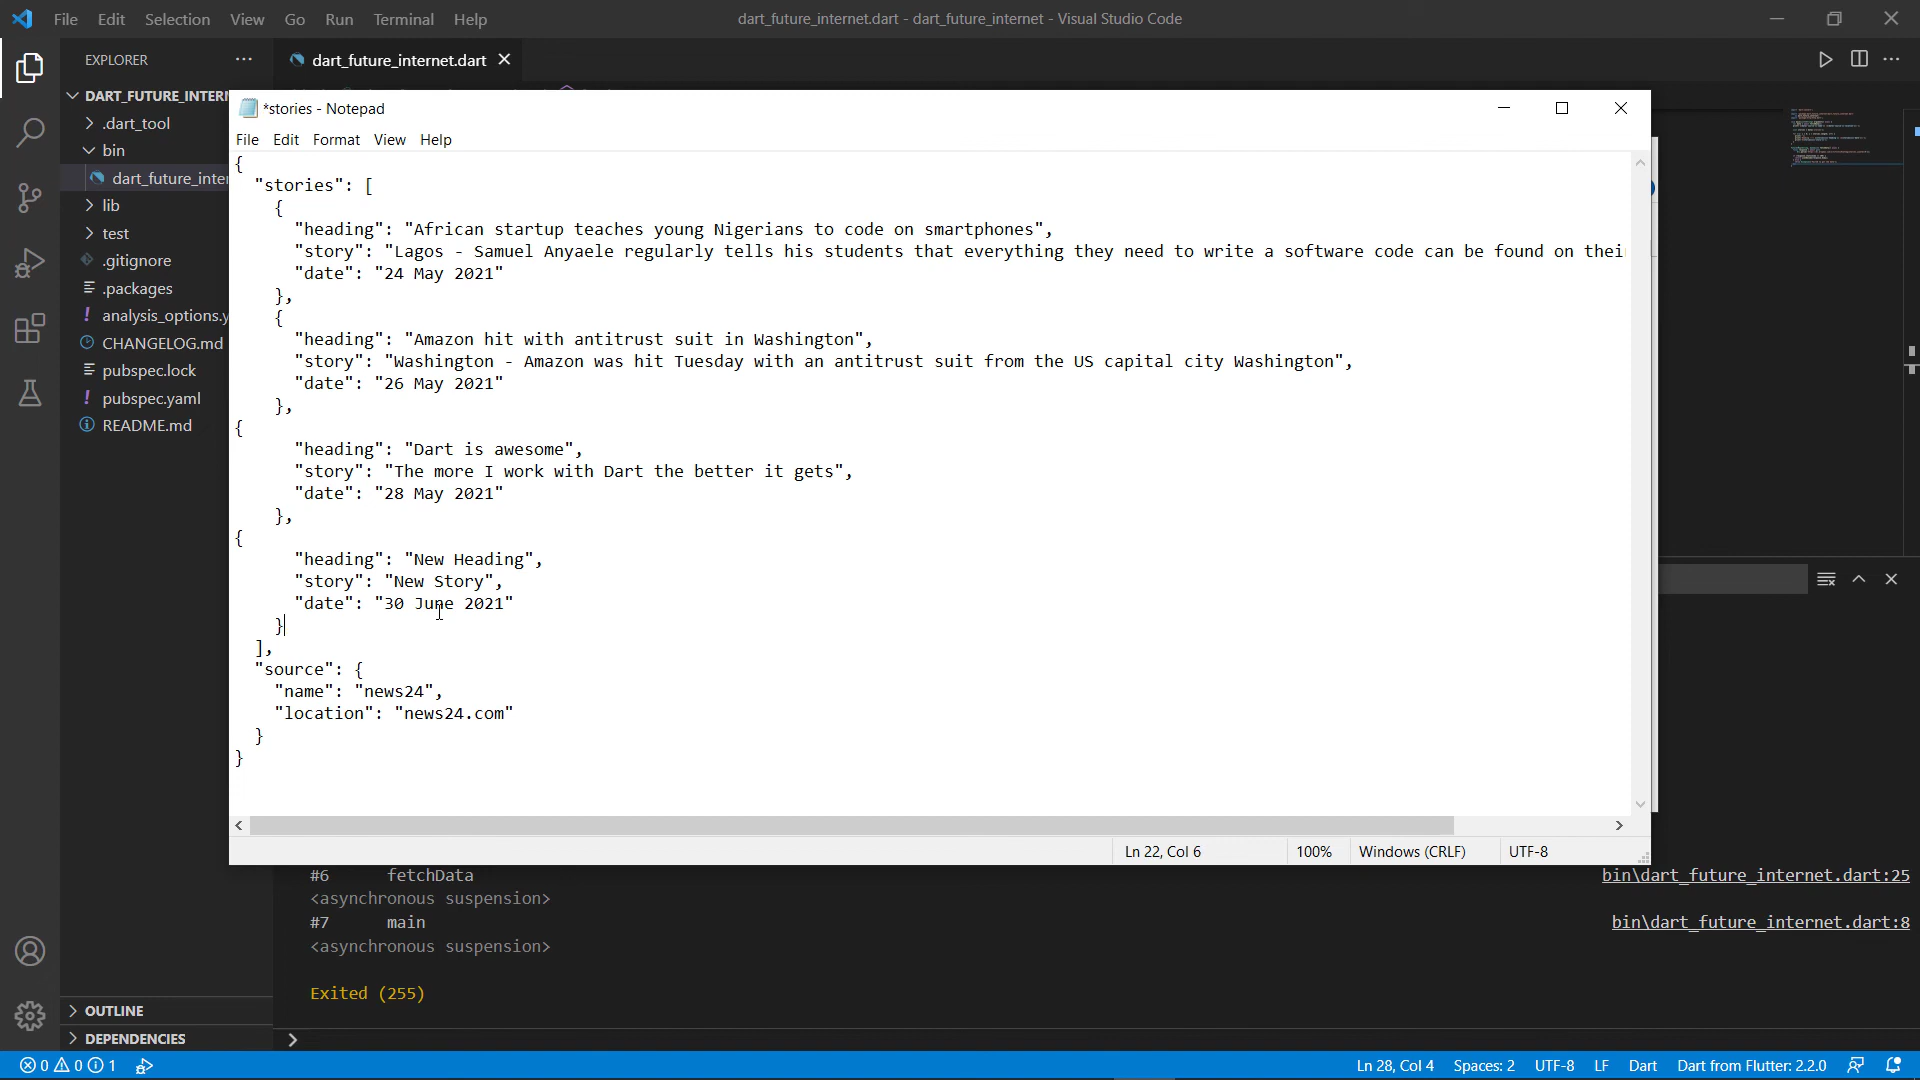 File Edit Selection View Go Run Terminal Help
dart_future_internet.dart - dart_future_internet - Visual Studio Code
EXPLORER
dart_future_internet.dart
DART_FUTURE_INTERN
.dart_tool
bin
dart_future_inter
lib
test
.gitignore
.packages
analysis_options.y
CHANGELOG.md
pubspec.lock
pubspec.yaml
README.md
OUTLINE
DEPENDENCIES
*stories - Notepad
File Edit Format View Help
{
"stories": [
{
"heading": "African startup teaches young Nigerians to code on smartphones",
"story": "Lagos - Samuel Anyaele regularly tells his students that everything they need to write a software code can be found on thei
"date": "24 May 2021"
},
{
"heading": "Amazon hit with antitrust suit in Washington",
"story": "Washington - Amazon was hit Tuesday with an antitrust suit from the US capital city Washington",
"date": "26 May 2021"
},
{
"heading": "Dart is awesome",
"story": "The more I work with Dart the better it gets",
"date": "28 May 2021"
},
{
"heading": "New Heading",
"story": "New Story",
"date": "30 June 2021"
}
],
"source": {
"name": "news24",
"location": "news24.com"
}
}
Ln 22, Col 6 100% Windows (CRLF) UTF-8
#6 fetchData bin\dart_future_internet.dart:25
<asynchronous suspension>
#7 main bin\dart_future_internet.dart:8
<asynchronous suspension>
Exited (255)
0 0 1 Ln 28, Col 4 Spaces: 2 UTF-8 LF Dart Dart from Flutter: 2.2.0